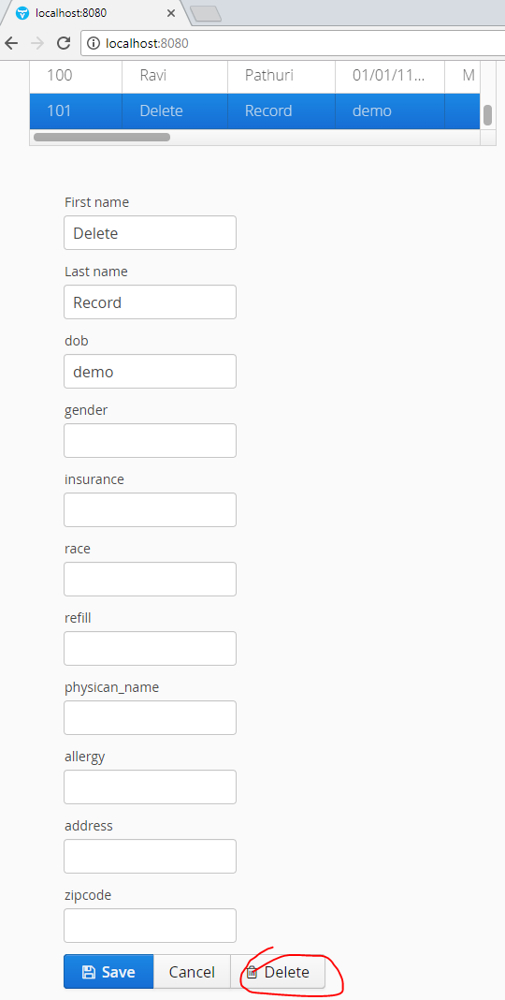 localhost:8080
localhost:8080
100 Ravi Pathuri 01/01/11... M
101 Delete Record demo
First name
Delete
Last name
Record
dob
demo
gender
insurance
race
refill
physican_name
allergy
address
zipcode
Save Cancel Delete